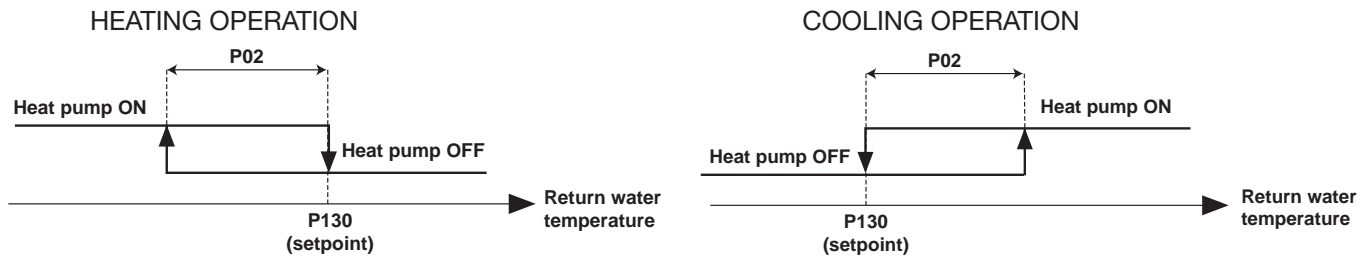 HEATING OPERATION
P02
Heat pump ON
Heat pump OFF
Return water
temperature
P130
(setpoint)
COOLING OPERATION
P02
Heat pump ON
Heat pump OFF
Return water
temperature
P130
(setpoint)